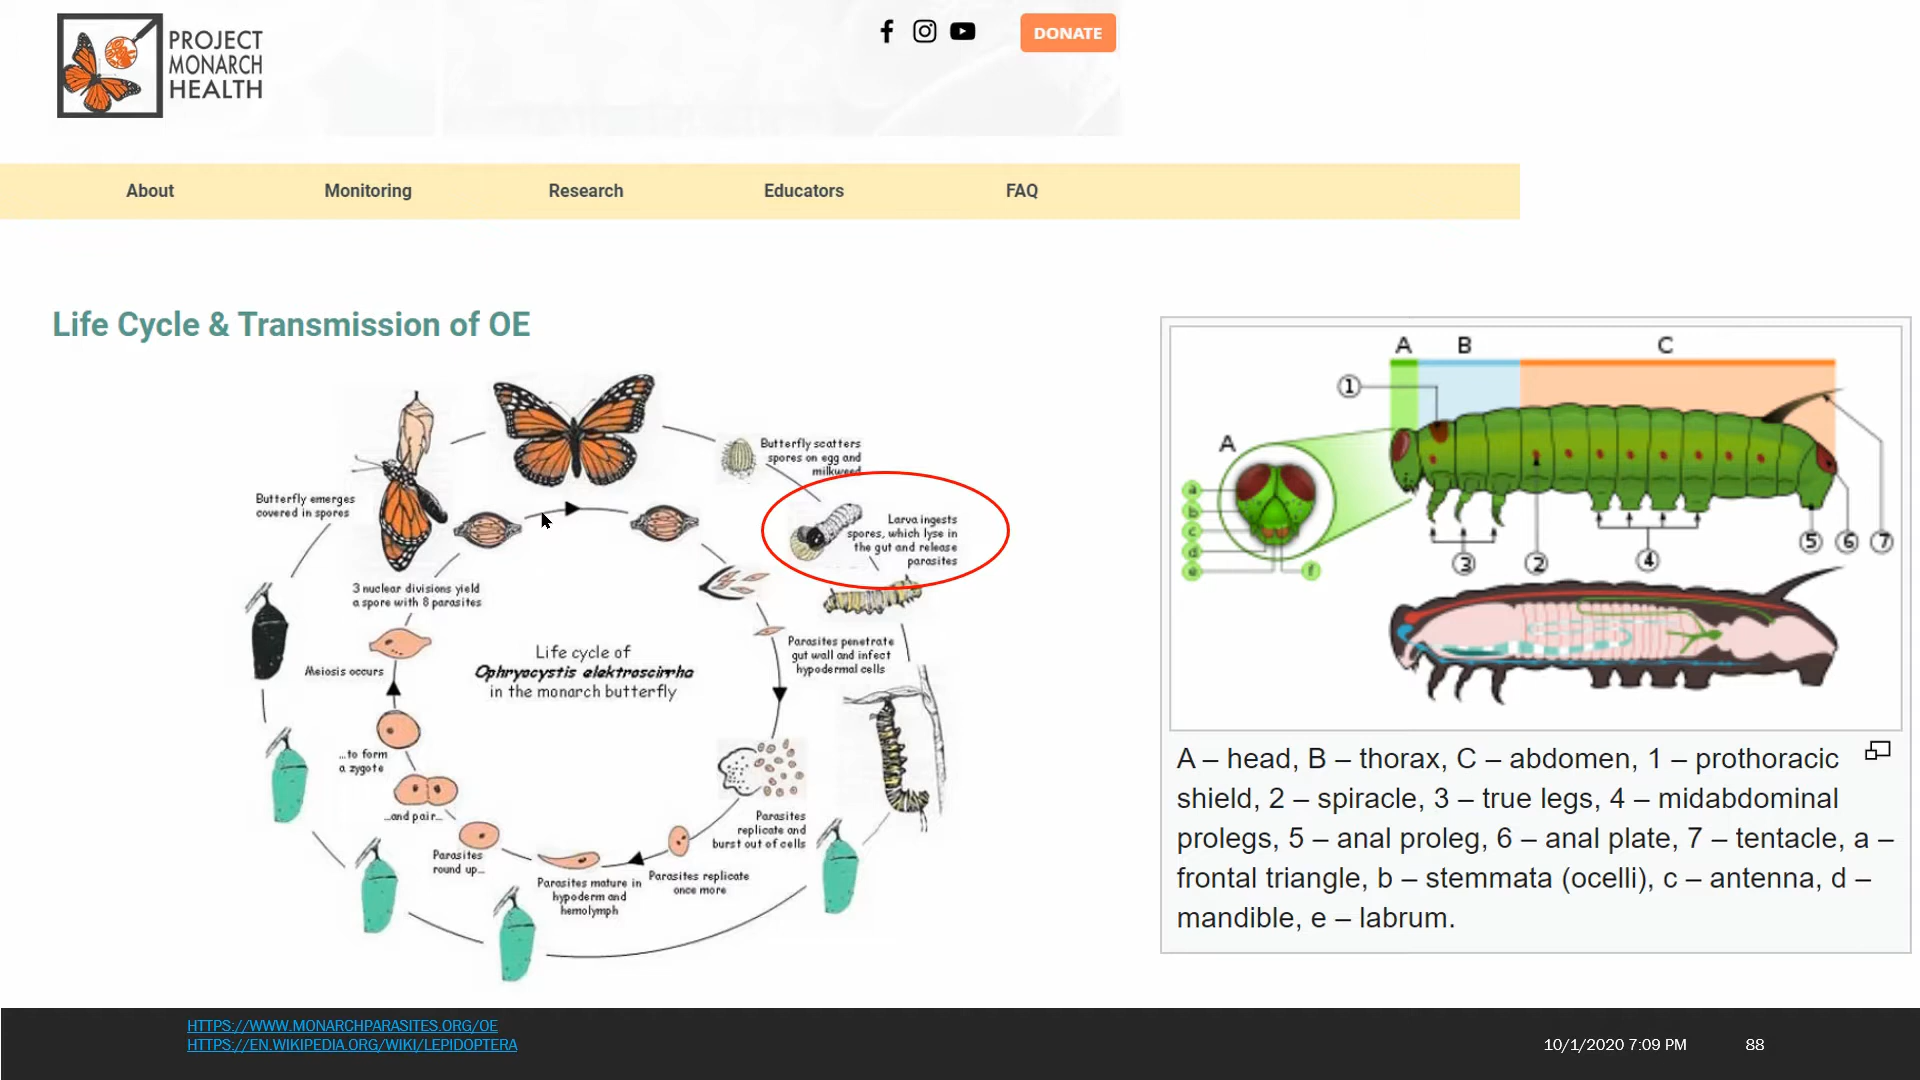 PROJECT
MONARCH
HEALTH
DONATE
About
Monitoring
Research
Educators
FAQ
Life Cycle & Transmission of OE
Butterfly scatters
spores on egg and
milkweed
Larva ingests
spores, which lyse in
the gut and release
parasites
Butterfly emerges
covered in spores
3 nuclear divisions yield
a spore with 8 parasites
Parasites penetrate
gut wall and infect
hypodermal cells
Life cycle of
Ophryocystis elektroscirrha
in the monarch butterfly
Meiosis occurs
...to form
a zygote
...and pair...
Parasites
round up...
Parasites mature in
hypoderm and
hemolymph
Parasites replicate
once more
Parasites
replicate and
burst out of cells
A
B
C
1
A
a
b
c
d
e
f
3
2
4
5
6
7
A – head, B – thorax, C – abdomen, 1 – prothoracic
shield, 2 – spiracle, 3 – true legs, 4 – midabdominal
prolegs, 5 – anal proleg, 6 – anal plate, 7 – tentacle, a –
frontal triangle, b – stemmata (ocelli), c – antenna, d –
mandible, e – labrum.
HTTPS://WWW.MONARCHPARASITES.ORG/OE
HTTPS://EN.WIKIPEDIA.ORG/WIKI/LEPIDOPTERA
10/1/2020 7:09 PM
88